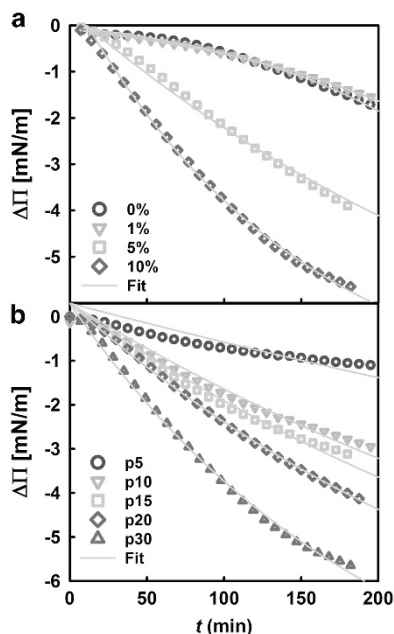 a
0
-1
-2
-3
-4
-5
ΔΠ [mN/m]
0%
1%
5%
10%
Fit
b
0
-1
-2
-3
-4
-5
-6
ΔΠ [mN/m]
p5
p10
p15
p20
p30
Fit
0 50 100 150 200
t (min)